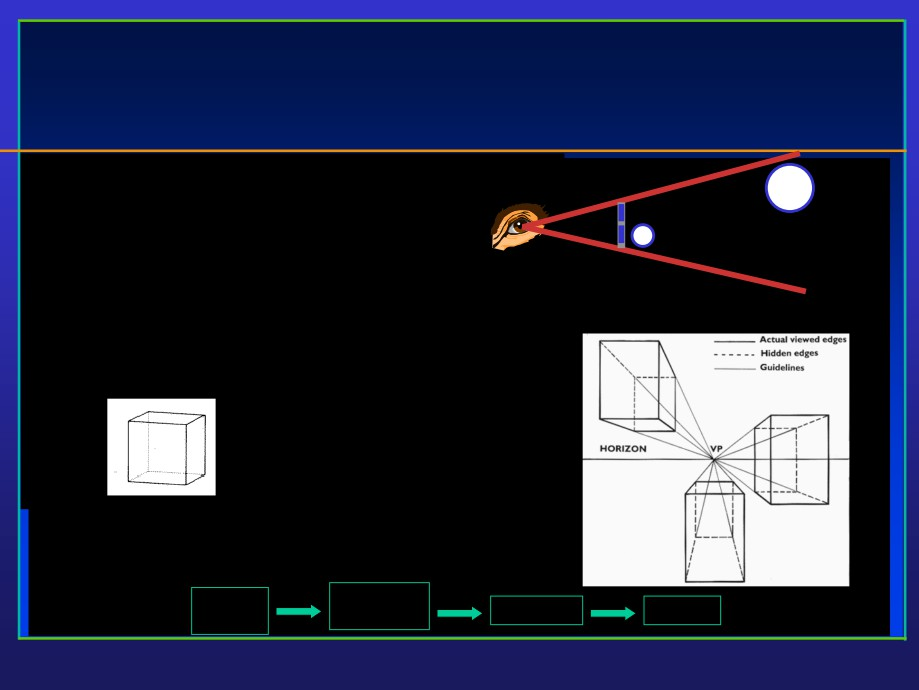 Actual viewed edges
Hidden edges
Guidelines
HORIZON
VP